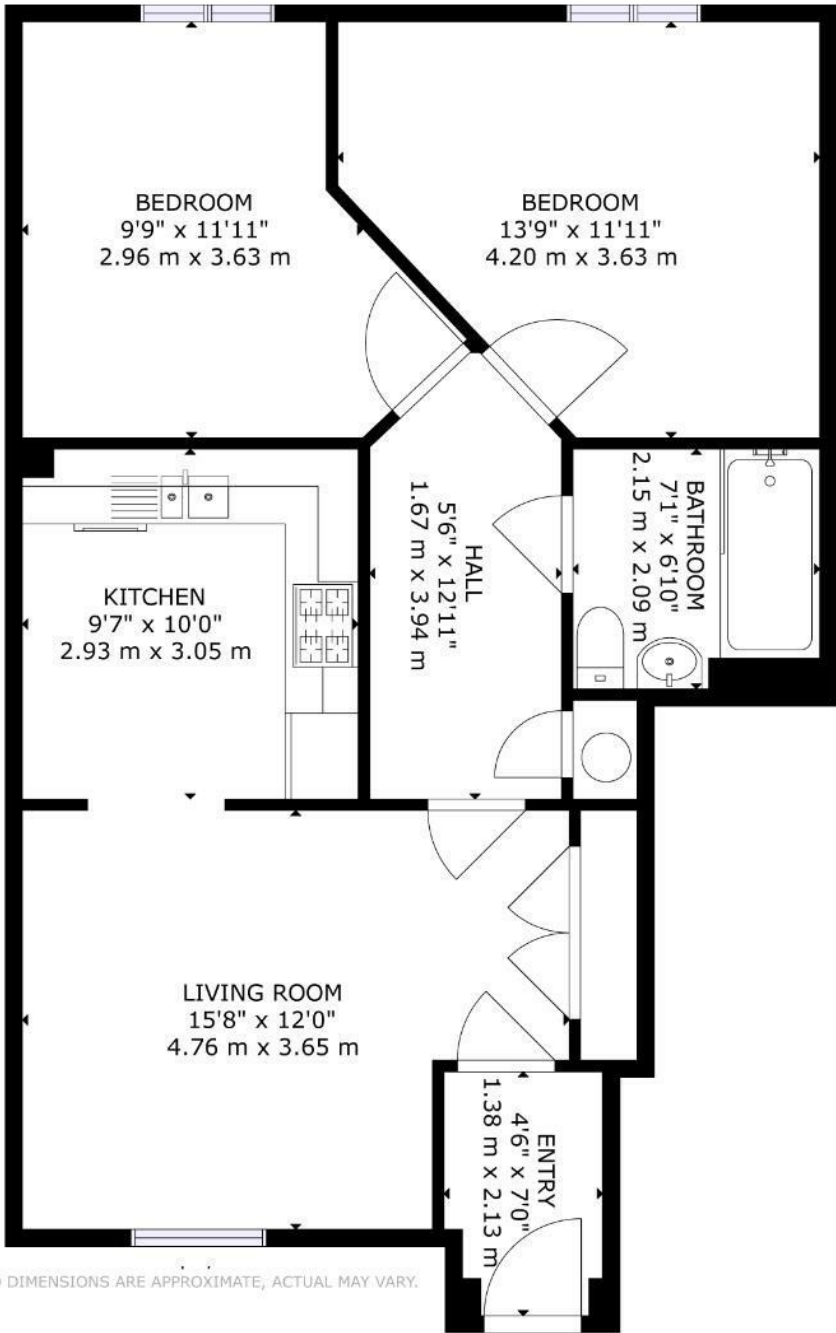 BEDROOM
9'9" x 11'11"
2.96 m x 3.63 m
BEDROOM
13'9" x 11'11"
4.20 m x 3.63 m
KITCHEN
9'7" x 10'0"
2.93 m x 3.05 m
HALL
5'6" x 12'11"
1.67 m x 3.94 m
BATHROOM
7'1" x 6'10"
2.15 m x 2.09 m
LIVING ROOM
15'8" x 12'0"
4.76 m x 3.65 m
ENTRY
4'6" x 7'0"
1.38 m x 2.13 m
DIMENSIONS ARE APPROXIMATE, ACTUAL MAY VARY.